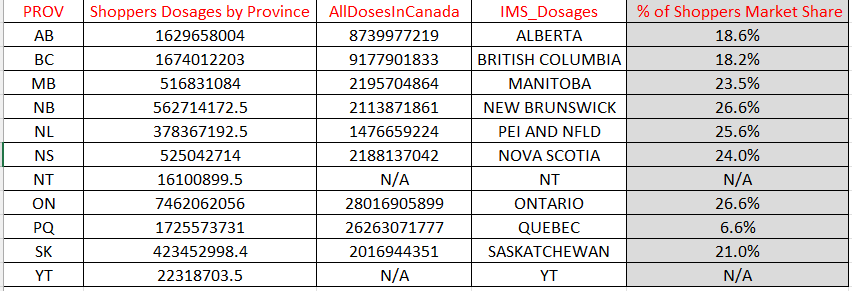 PROV Shoppers Dosages by Province AllDosesInCanada IMS_Dosages % of Shoppers Market Share
AB 1629658004 8739977219 ALBERTA 18.6%
BC 1674012203 9177901833 BRITISH COLUMBIA 18.2%
MB 516831084 2195704864 MANITOBA 23.5%
NB 562714172.5 2113871861 NEW BRUNSWICK 26.6%
NL 378367192.5 1476659224 PEI AND NFLD 25.6%
NS 525042714 2188137042 NOVA SCOTIA 24.0%
NT 16100899.5 N/A NT N/A
ON 7462062056 28016905899 ONTARIO 26.6%
PQ 1725573731 26263071777 QUEBEC 6.6%
SK 423452998.4 2016944351 SASKATCHEWAN 21.0%
YT 22318703.5 N/A YT N/A